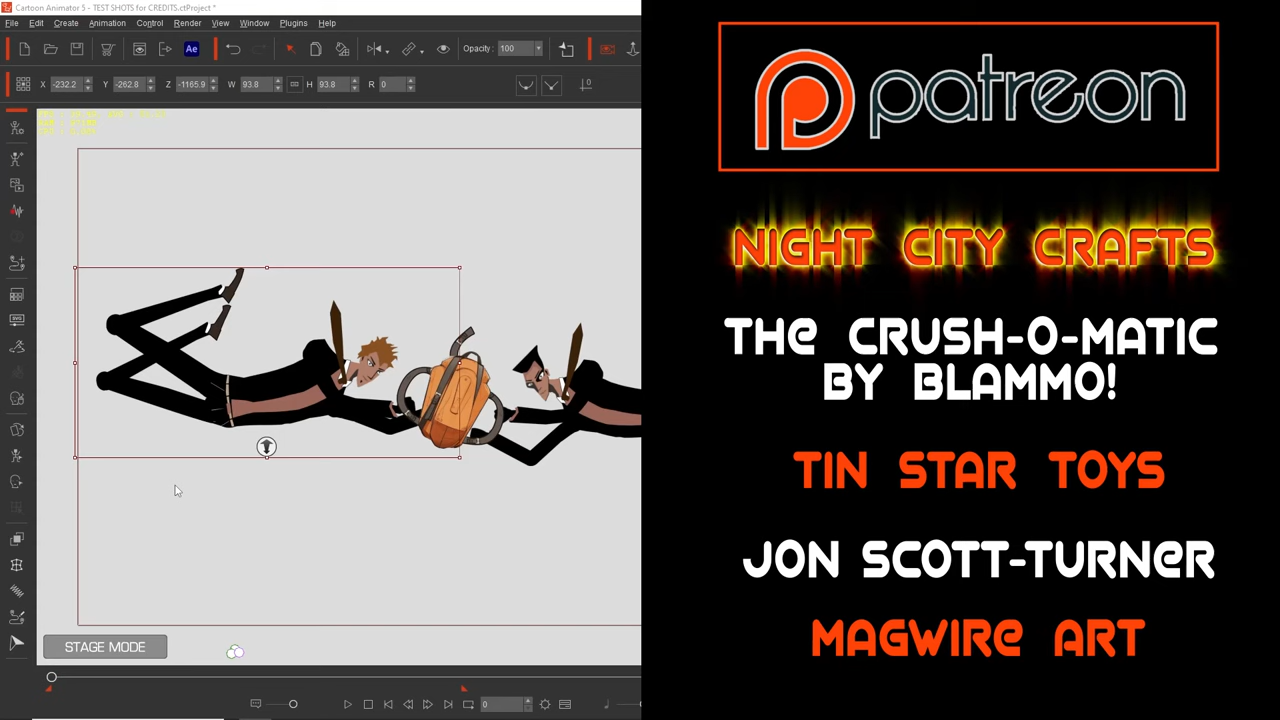 Cartoon Animator 5 - TEST SHOTS for CREDITS.ctProject *
File Edit Create Animation Control Render View Window Plugins Help
Ae
Opacity : 100
X -232.2 Y -262.8 Z -1165.9 W 93.8 H 93.8 R 0
SVG
STAGE MODE
0
patreon
NIGHT CITY CRAFTS
THE CRUSH-O-MATIC
BY BLAMMO!
TIN STAR TOYS
JON SCOTT-TURNER
MAGWIRE ART